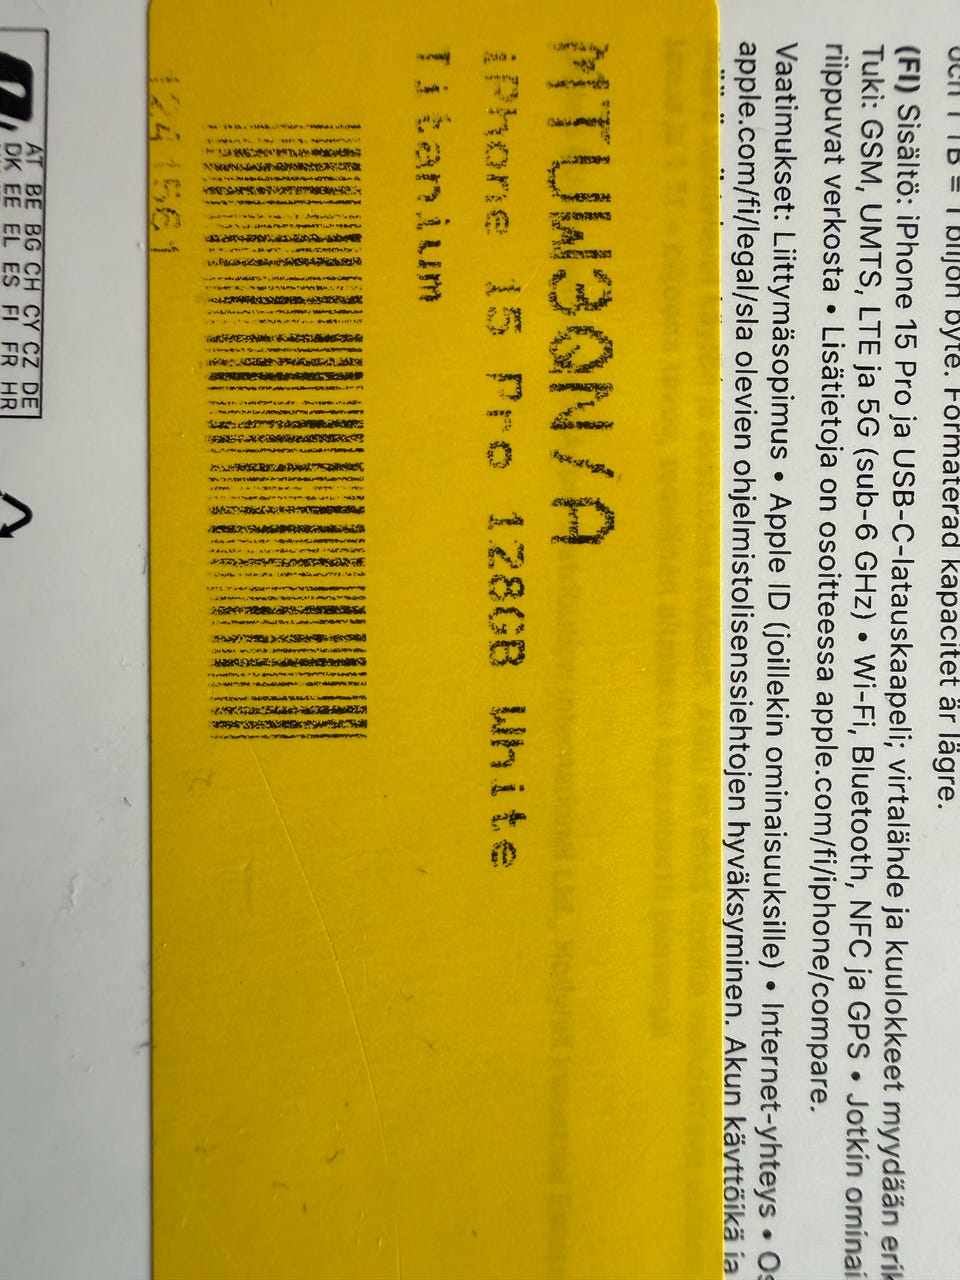 och 1 TB = 1 biljon byte. Formaterad kapacitet är lägre.
(FI) Sisältö: iPhone 15 Pro ja USB-C-latauskaapeli; virtalähde ja kuulokkeet myydään
Tuki: GSM, UMTS, LTE ja 5G (sub-6 GHz) • Wi-Fi, Bluetooth, NFC ja GPS • Jotkin
riippuvat verkosta • Lisätietoja on osoitteessa apple.com/fi/iphone/compare.
Vaatimukset: Liittymäsopimus • Apple ID (joillekin ominaisuuksille) • Internet-yhteys •
apple.com/fi/legal/sla olevien ohjelmistolisenssiehtojen hyväksyminen. Akun käyttöikä ja
MTUW3QN/A
iPhone 15 Pro 128GB White
Titanium
AT BE BG CH CY CZ DE
DK EE EL ES FI FR HR